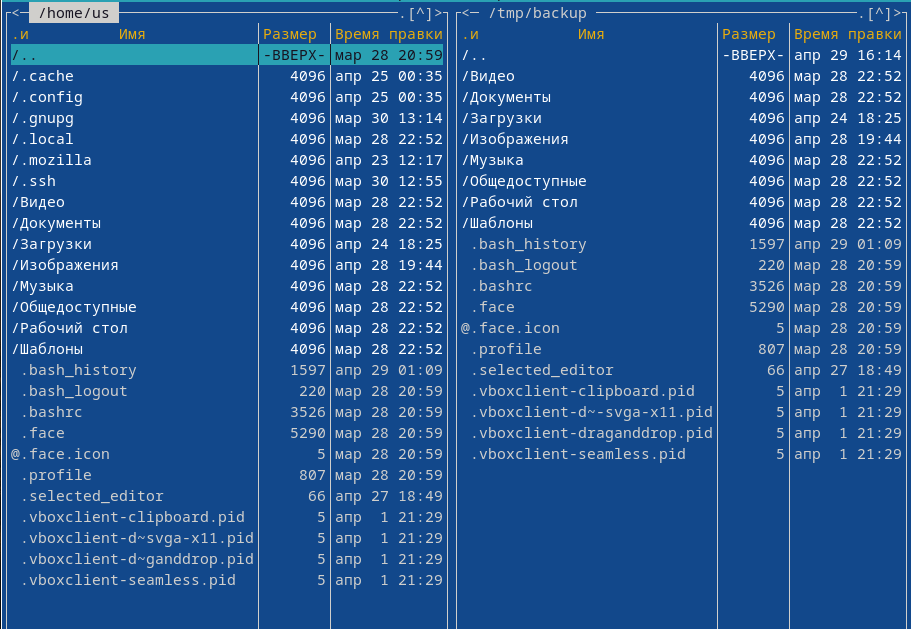 <─ /home/us .[^]>
.и Имя Размер Время правки
/.. -ВВЕРХ- мар 28 20:59
/.cache 4096 апр 25 00:35
/.config 4096 апр 25 00:35
/.gnupg 4096 мар 30 13:14
/.local 4096 мар 28 22:52
/.mozilla 4096 апр 23 12:17
/.ssh 4096 мар 30 12:55
/Видео 4096 мар 28 22:52
/Документы 4096 мар 28 22:52
/Загрузки 4096 апр 24 18:25
/Изображения 4096 апр 28 19:44
/Музыка 4096 мар 28 22:52
/Общедоступные 4096 мар 28 22:52
/Рабочий стол 4096 мар 28 22:52
/Шаблоны 4096 мар 28 22:52
.bash_history 1597 апр 29 01:09
.bash_logout 220 мар 28 20:59
.bashrc 3526 мар 28 20:59
.face 5290 мар 28 20:59
@.face.icon 5 мар 28 20:59
.profile 807 мар 28 20:59
.selected_editor 66 апр 27 18:49
.vboxclient-clipboard.pid 5 апр 1 21:29
.vboxclient-d~svga-x11.pid 5 апр 1 21:29
.vboxclient-d~ganddrop.pid 5 апр 1 21:29
.vboxclient-seamless.pid 5 апр 1 21:29
<─ /tmp/backup .[^]>
.и Имя Размер Время правки
/.. -ВВЕРХ- апр 29 16:14
/Видео 4096 мар 28 22:52
/Документы 4096 мар 28 22:52
/Загрузки 4096 апр 24 18:25
/Изображения 4096 апр 28 19:44
/Музыка 4096 мар 28 22:52
/Общедоступные 4096 мар 28 22:52
/Рабочий стол 4096 мар 28 22:52
/Шаблоны 4096 мар 28 22:52
.bash_history 1597 апр 29 01:09
.bash_logout 220 мар 28 20:59
.bashrc 3526 мар 28 20:59
.face 5290 мар 28 20:59
@.face.icon 5 мар 28 20:59
.profile 807 мар 28 20:59
.selected_editor 66 апр 27 18:49
.vboxclient-clipboard.pid 5 апр 1 21:29
.vboxclient-d~-svga-x11.pid 5 апр 1 21:29
.vboxclient-draganddrop.pid 5 апр 1 21:29
.vboxclient-seamless.pid 5 апр 1 21:29